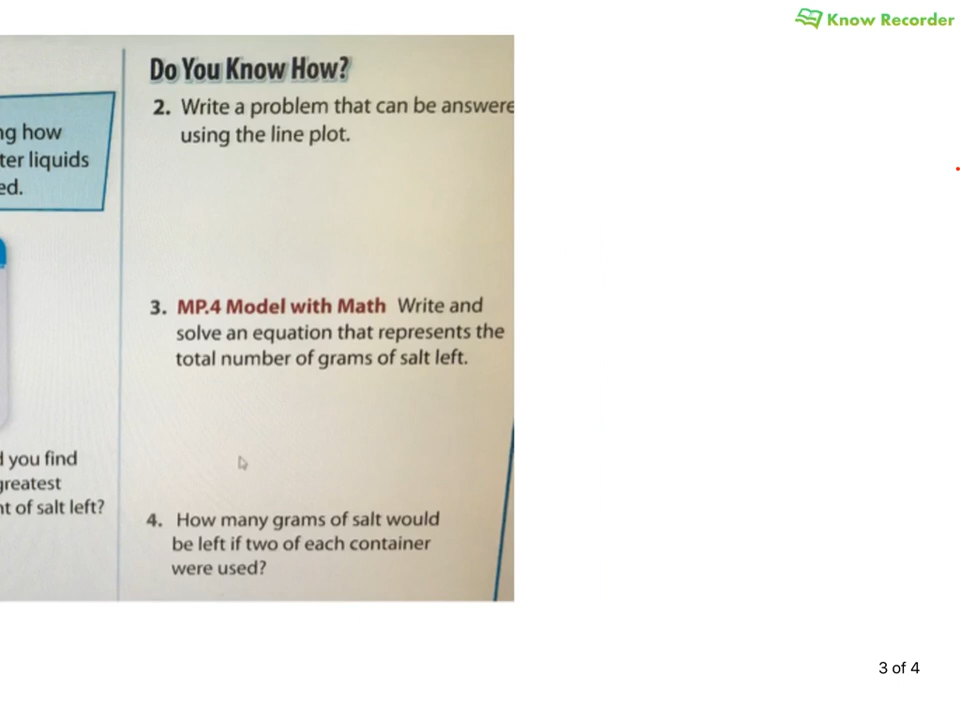 Know Recorder
Do You Know How?
2. Write a problem that can be answere
using the line plot.
ng how
ter liquids
ed.
3. MP.4 Model with Math Write and
solve an equation that represents the
total number of grams of salt left.
you find
greatest
t of salt left?
4. How many grams of salt would
be left if two of each container
were used?
3 of 4